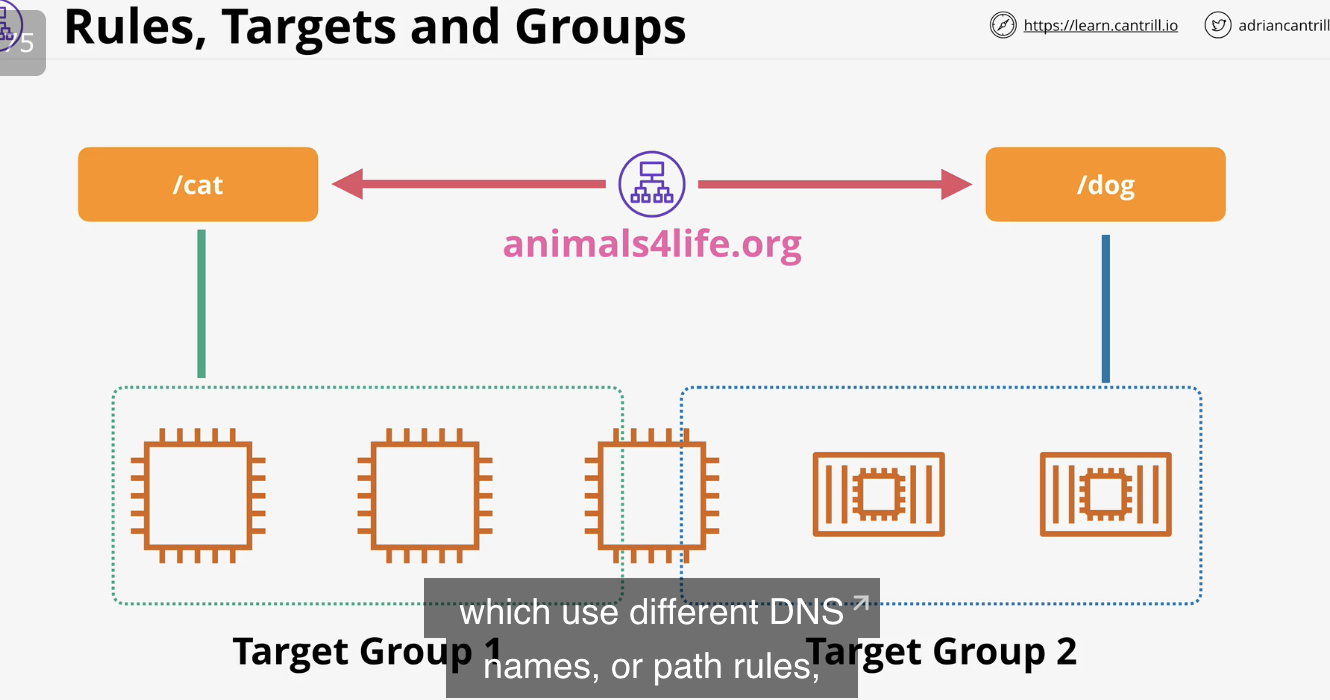 75
Rules, Targets and Groups
https://learn.cantrill.io
adriancantrill
/cat
/dog
animals4life.org
which use different DNS
names, or path rules,
Target Group 1
Target Group 2